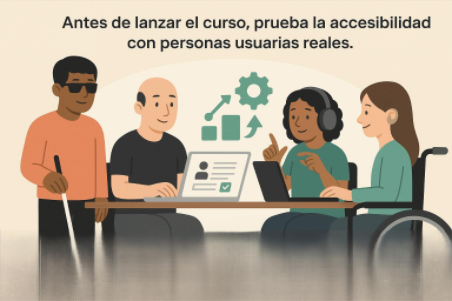 Antes de lanzar el curso, prueba la accesibilidad
con personas usuarias reales.